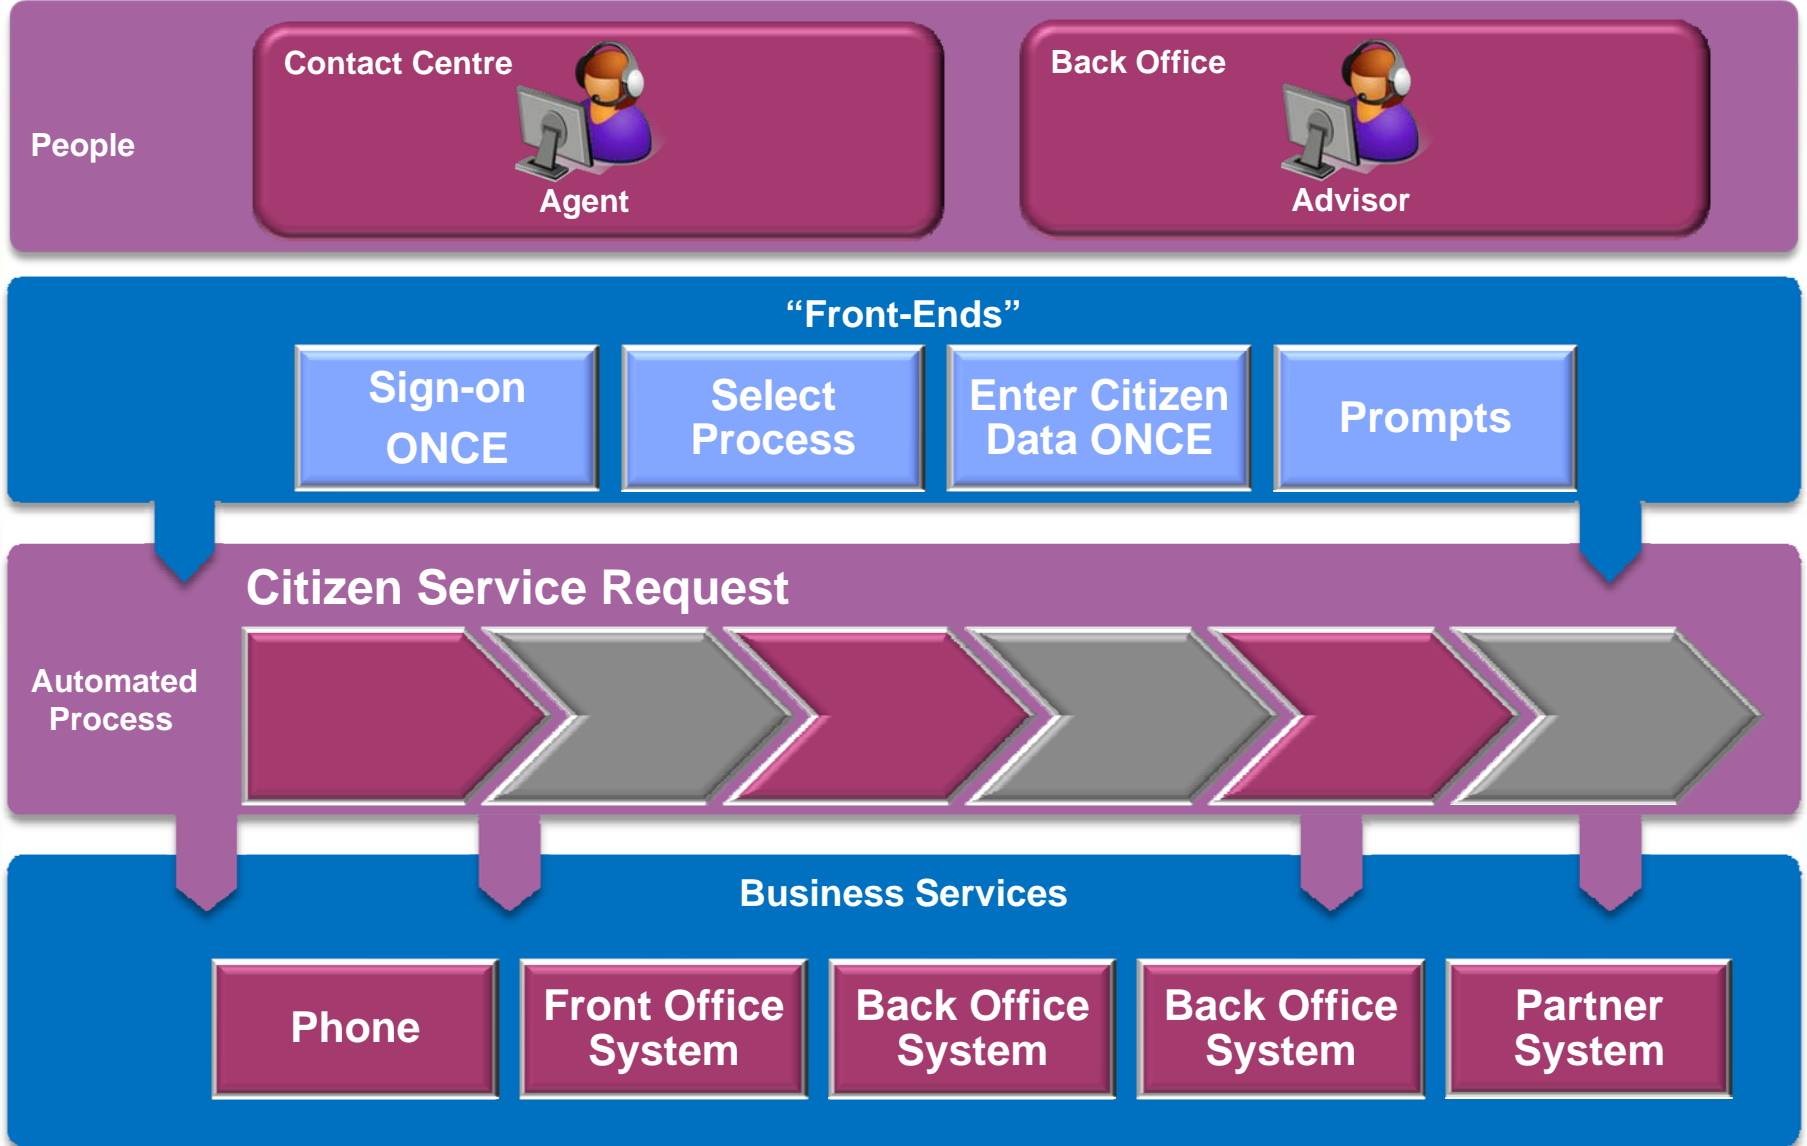 Contact Centre
Back Office
People
Agent
Advisor
“Front-Ends”
Sign-on
ONCE
Select
Process
Enter Citizen
Data ONCE
Prompts
Citizen Service Request
Automated
Process
Business Services
Phone
Front Office
System
Back Office
System
Back Office
System
Partner
System